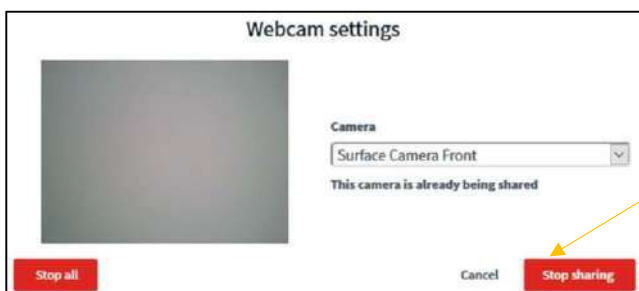 Webcam settings
Camera
Surface Camera Front
This camera is already being shared
Stop all
Cancel
Stop sharing